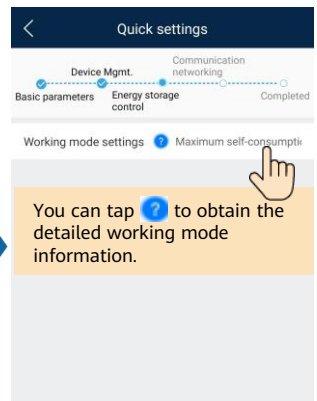 Quick settings
Communication
Device Mgmt. networking
Basic parameters Energy storage Completed
control
Working mode settings ? Maximum self-consumptic
You can tap ? to obtain the
detailed working mode
information.